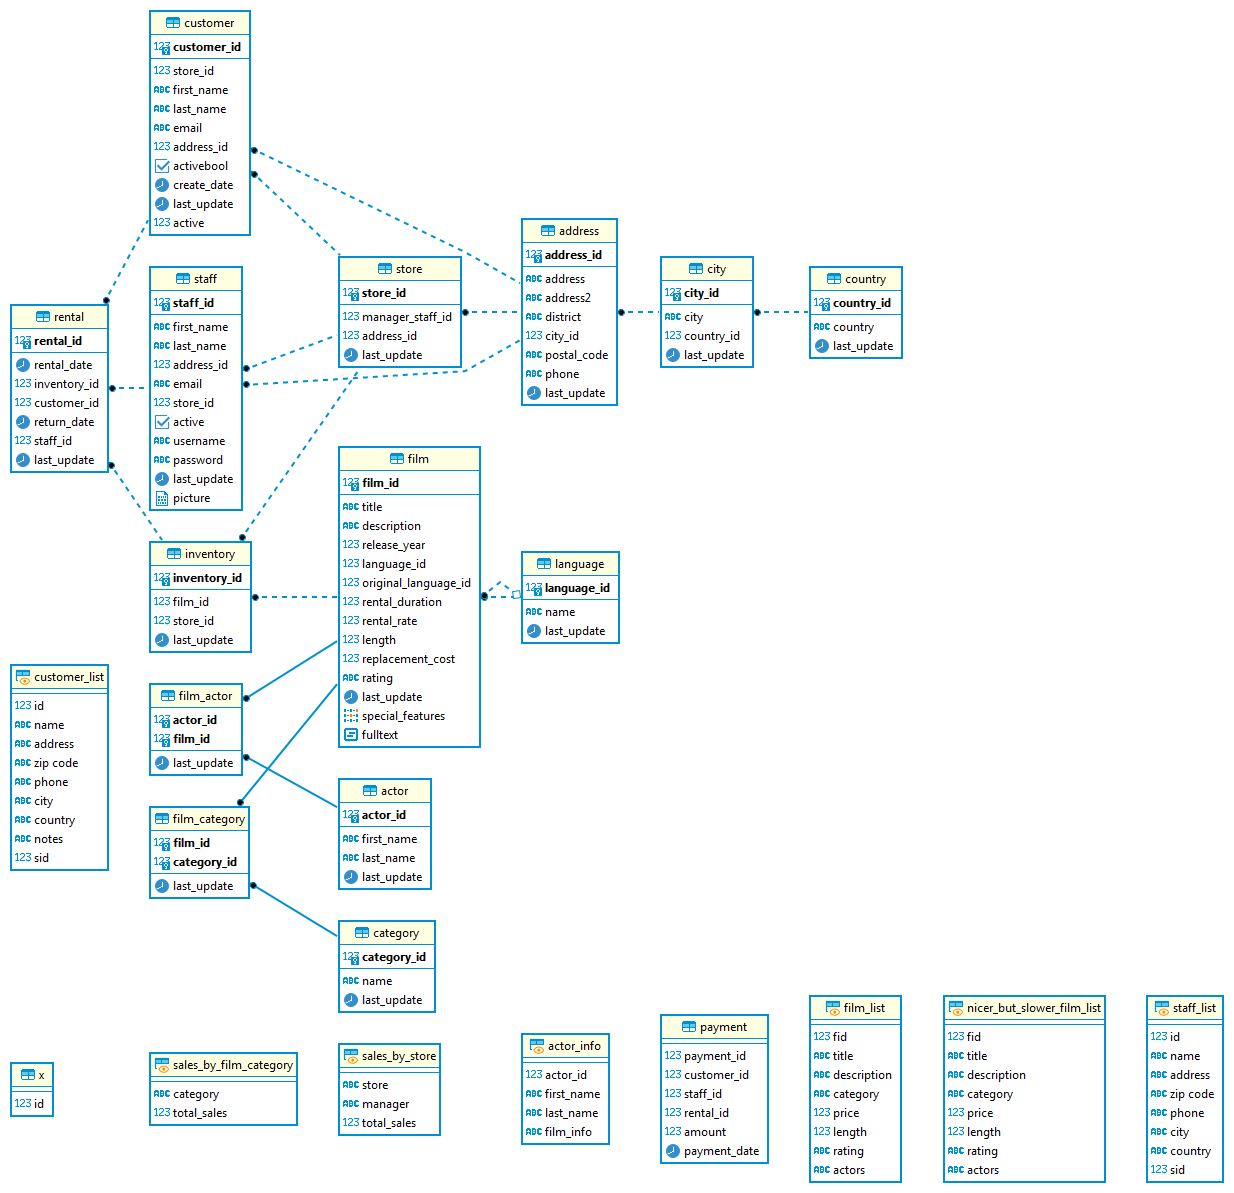 customer
123 customer_id
123 store_id
ABC first_name
ABC last_name
ABC email
123 address_id
activebool
create_date
last_update
123 active
staff
123 staff_id
ABC first_name
ABC last_name
123 address_id
ABC email
123 store_id
active
ABC username
ABC password
last_update
picture
rental
123 rental_id
rental_date
123 inventory_id
123 customer_id
return_date
123 staff_id
last_update
store
123 store_id
123 manager_staff_id
123 address_id
last_update
address
123 address_id
ABC address
ABC address2
ABC district
123 city_id
ABC postal_code
ABC phone
last_update
city
123 city_id
ABC city
123 country_id
last_update
country
123 country_id
ABC country
last_update
film
123 film_id
ABC title
ABC description
123 release_year
123 language_id
123 original_language_id
123 rental_duration
123 rental_rate
123 length
123 replacement_cost
ABC rating
last_update
special_features
fulltext
language
123 language_id
ABC name
last_update
inventory
123 inventory_id
123 film_id
123 store_id
last_update
customer_list
123 id
ABC name
ABC address
ABC zip code
ABC phone
ABC city
ABC country
ABC notes
123 sid
film_actor
123 actor_id
123 film_id
last_update
film_category
123 film_id
123 category_id
last_update
actor
123 actor_id
ABC first_name
ABC last_name
last_update
category
123 category_id
ABC name
last_update
x
123 id
sales_by_film_category
ABC category
123 total_sales
sales_by_store
ABC store
ABC manager
123 total_sales
actor_info
123 actor_id
ABC first_name
ABC last_name
ABC film_info
payment
123 payment_id
123 customer_id
123 staff_id
123 rental_id
123 amount
payment_date
film_list
123 fid
ABC title
ABC description
ABC category
123 price
123 length
ABC rating
ABC actors
nicer_but_slower_film_list
123 fid
ABC title
ABC description
ABC category
123 price
123 length
ABC rating
ABC actors
staff_list
123 id
ABC name
ABC address
ABC zip code
ABC phone
ABC city
ABC country
123 sid